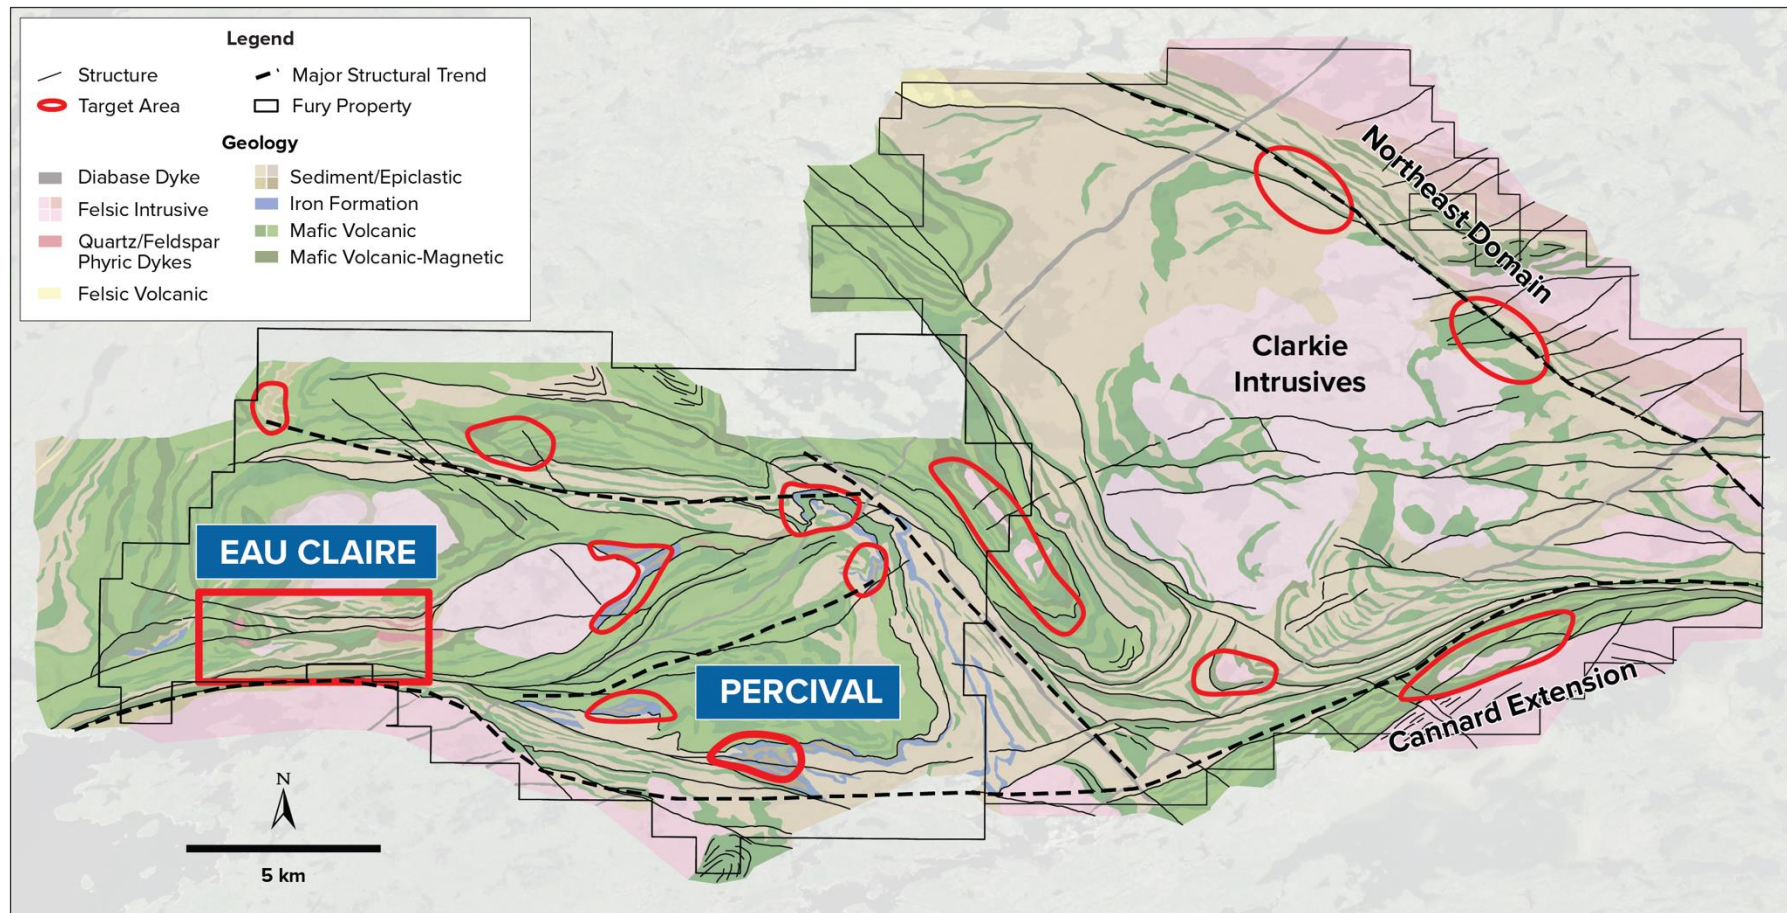 Legend
Structure
Major Structural Trend
Target Area
Fury Property
Geology
Diabase Dyke
Sediment/Epiclastic
Felsic Intrusive
Iron Formation
Quartz/Feldspar
Phyric Dykes
Mafic Volcanic
Mafic Volcanic-Magnetic
Felsic Volcanic
Northeast Domain
Clarkie
Intrusives
EAU CLAIRE
PERCIVAL
Cannard Extension
N
5 km